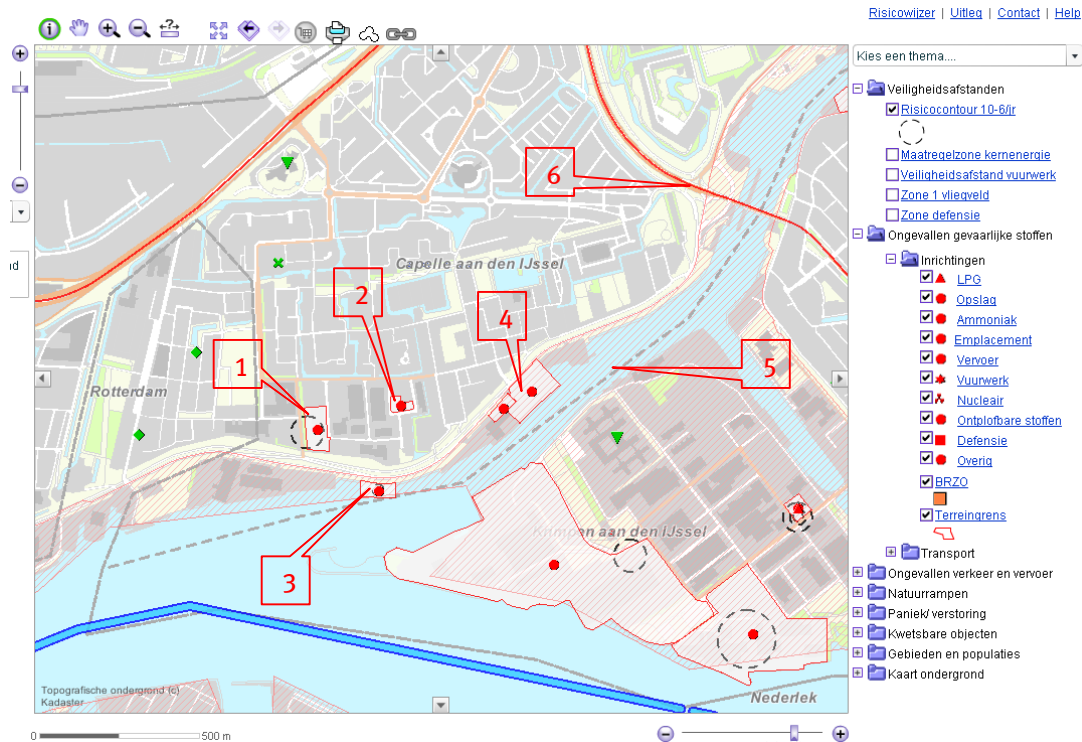 Risicowijzer | Uitleg | Contact | Help
Kies een thema....
Veiligheidsafstanden
Risicocontour 10-6/jr
Maatregelzone kernenergie
Veiligheidsafstand vuurwerk
Zone 1 vliegveld
Zone defensie
Ongevallen gevaarlijke stoffen
Inrichtingen
LPG
Opslag
Ammoniak
Emplacement
Vervoer
Vuurwerk
Nucleair
Ontplofbare stoffen
Defensie
Overig
BRZO
Terreingrens
Transport
Ongevallen verkeer en vervoer
Natuurrampen
Paniek/ verstoring
Kwetsbare objecten
Gebieden en populaties
Kaart ondergrond
nd
6
Capelle aan den IJssel
2
4
1
5
Rotterdam
3
mpen aan den IJssel
Nederlek
Topografische ondergrond (c)
Kadaster
0
500 m